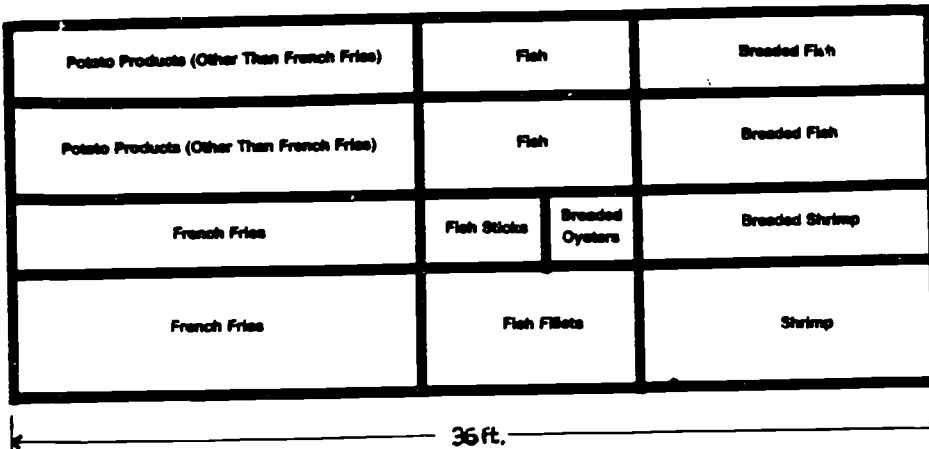 Potato Products (Other Than French Fries)
Fish
Breaded Fish
Potato Products (Other Than French Fries)
Fish
Breaded Fish
French Fries
Fish Sticks
Breaded
Oysters
Breaded Shrimp
French Fries
Fish Fillets
Shrimp
36 ft.